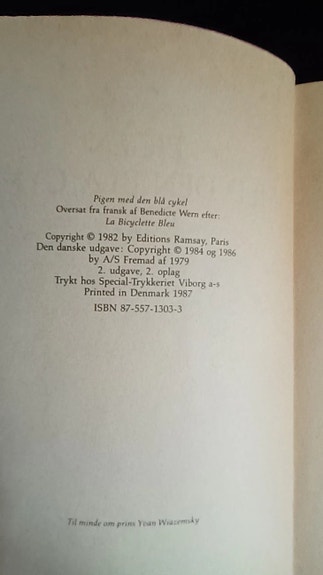 Pigen med den blå cykel
Oversat fra fransk af Benedicte Wern efter:
La Bicyclette Bleu
Copyright © 1982 by Editions Ramsay, Paris
Den danske udgave: Copyright © 1984 og 1986
by A/S Fremad af 1979
2. udgave, 2. oplag
Trykt hos Special-Trykkeriet Viborg a-s
Printed in Denmark 1987
ISBN 87-557-1303-3
Til minde om prins Yvan Wiazemsky